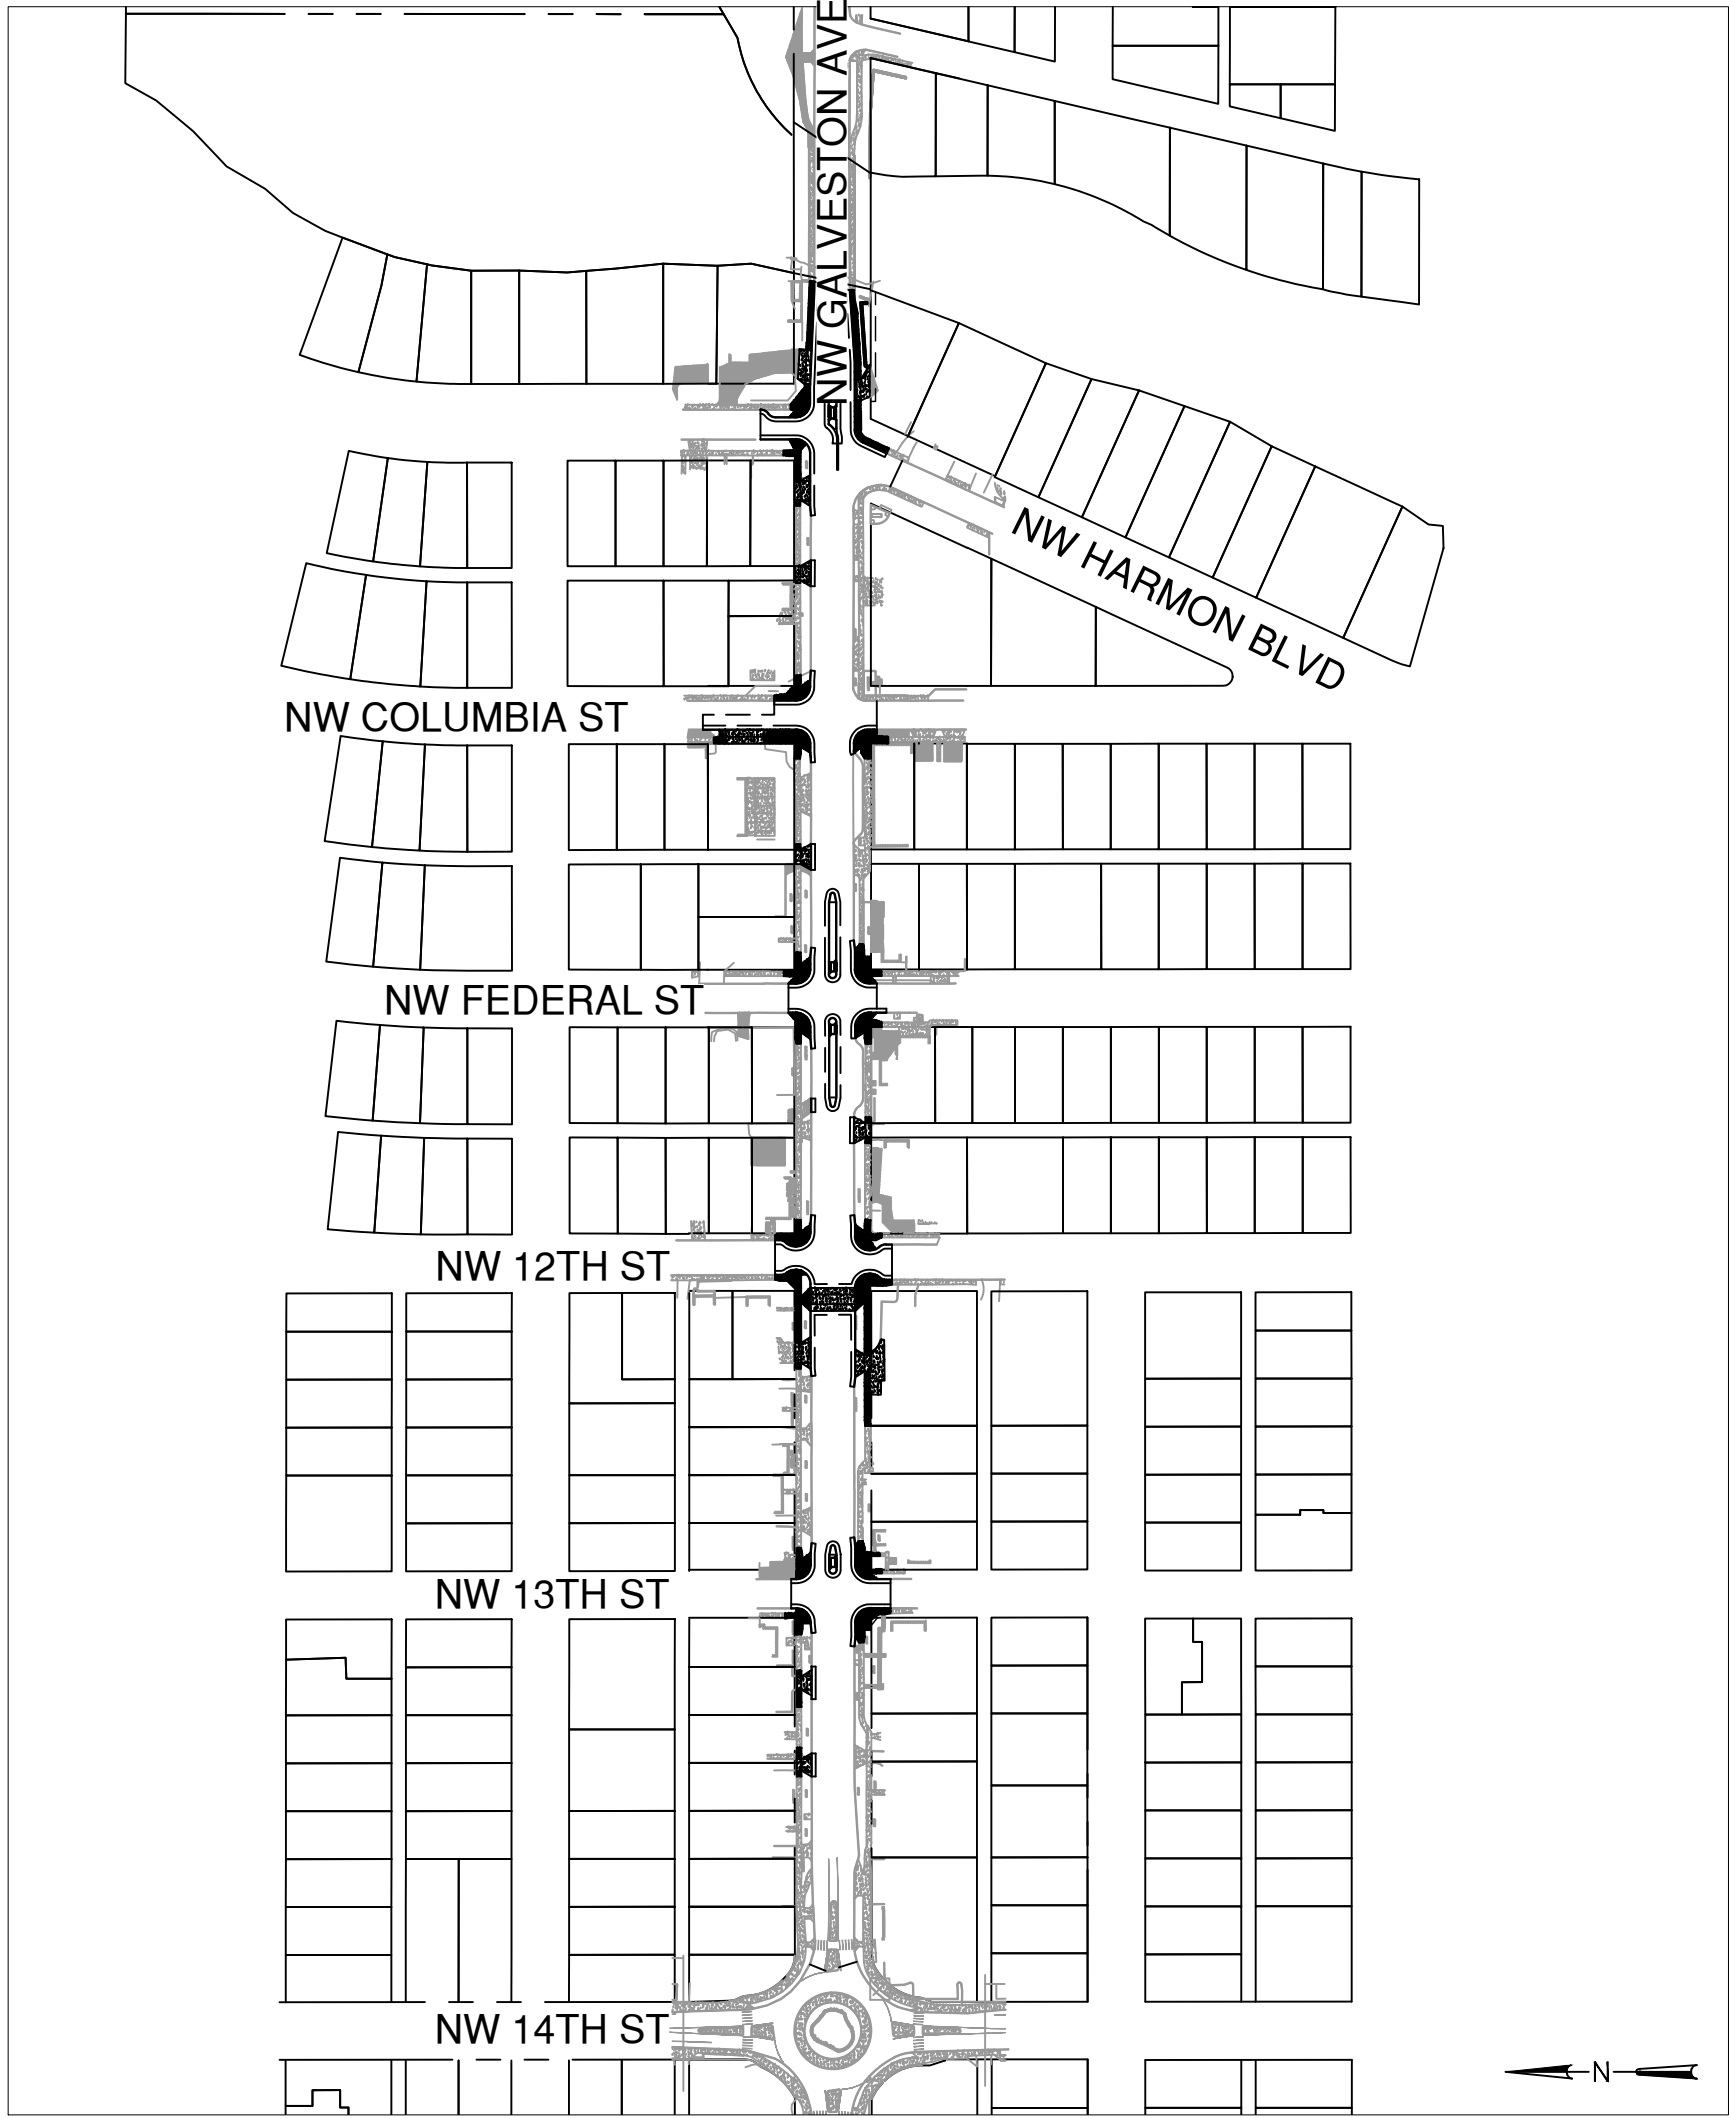 NW GALVESTON AVE
NW HARMON BLVD
NW COLUMBIA ST
NW FEDERAL ST
NW 12TH ST
NW 13TH ST
NW 14TH ST
N